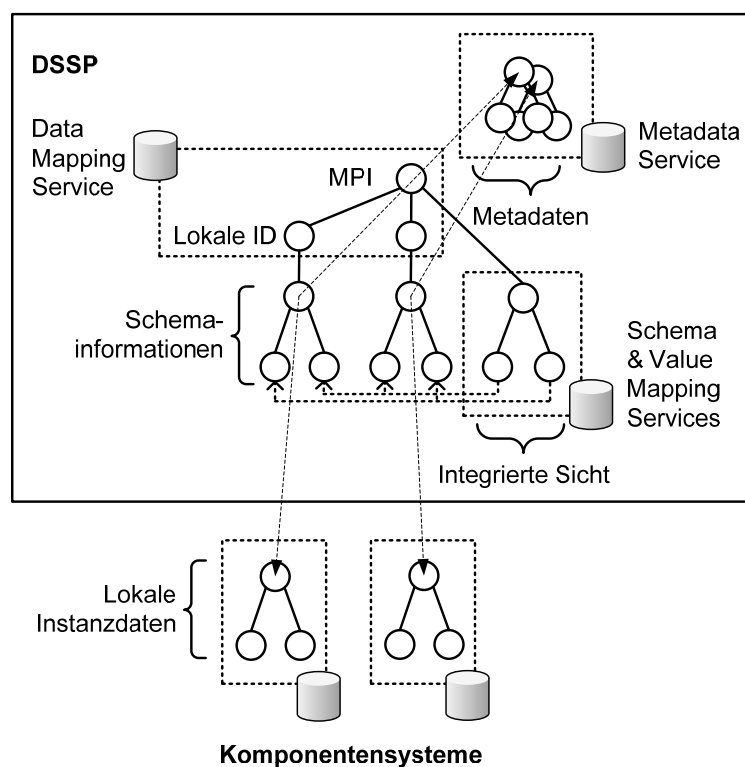 DSSP
Data
Mapping
Service
MPI
Lokale ID
Metadata
Service
Metadaten
Schema-
informationen
Schema
& Value
Mapping
Services
Integrierte Sicht
Lokale
Instanzdaten
Komponentensysteme